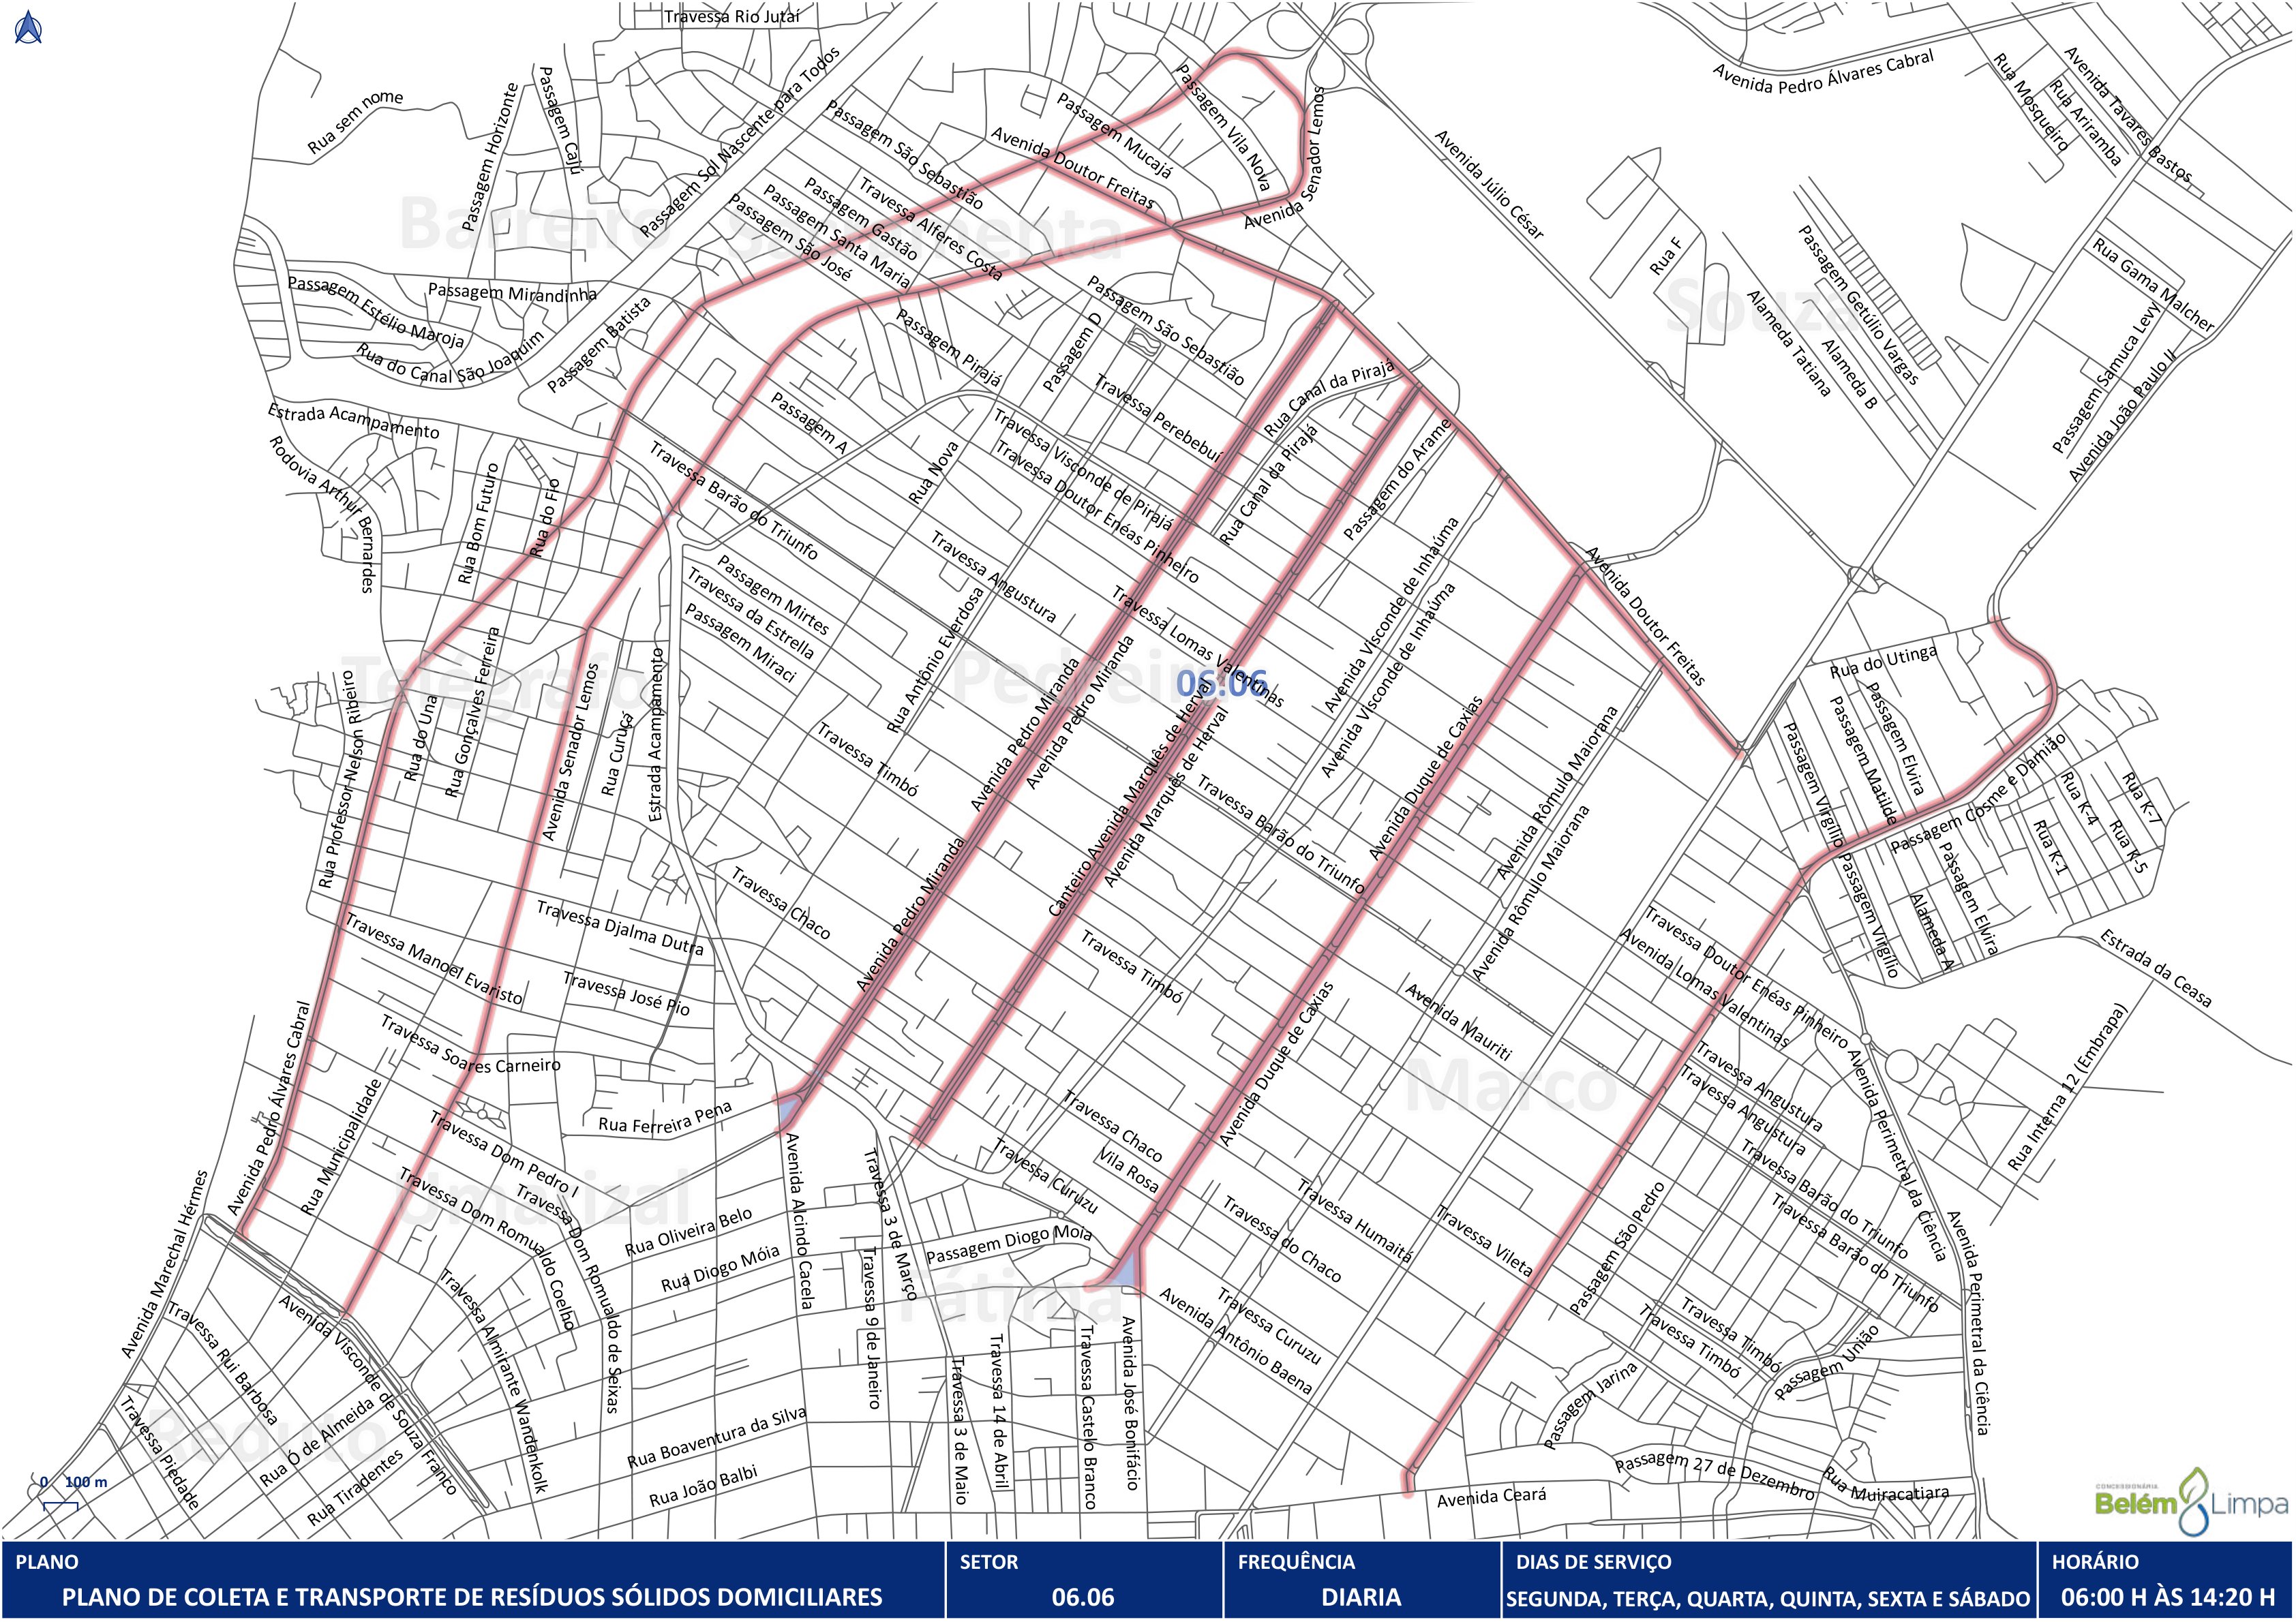 Travessa Rio Jutaí
Passagem Sol Nascente para Todos
Rua sem nome
Passagem Horizonte
Passagem Cajú
Passagem São Sebastião
Avenida Doutor Freitas
Passagem Mucajá
Passagem Vila Nova
Avenida Senador Lemos
Avenida Senador Lemos
Avenida Júlio César
Avenida Pedro Álvares Cabral
Rua Mosqueiro
Rua Ariramba
Avenida Tavares Bastos
Barreiro
Passagem São José
Passagem Santa Maria
Passagem Gastão
Travessa Alferes Costa
Rua F
Souza
Passagem Getúlio Vargas
Alameda Tatiana
Alameda B
Rua Gama Malcher
Passagem Samuca Levy
Avenida João Paulo II
Passagem Estélio Maroja
Passagem Mirandinha
Rua do Canal São Joaquim
Passagem Batista
Passagem Pirajá
Passagem D
Passagem São Sebastião
Travessa Perebebuí
Rua Canal da Pirajá
Rua Canal da Pirajá
Rua Canal da Pirajá
Passagem do Arame
Estrada Acampamento
Rodovia Arthur Bernardes
Rua Bom Futuro
Rua do Fio
Passagem A
Travessa Barão do Triunfo
Rua Nova
Travessa Visconde de Pirajá
Travessa Doutor Enéas Pinheiro
Travessa Angustura
Travessa Lomas Valentinas
Avenida Visconde de Inhaúma
Avenida Visconde de Inhaúma
Avenida Doutor Freitas
Passagem Mirtes
Travessa da Estrella
Passagem Miraci
Rua Antônio Everdosa
Telégrafo
06.06
Rua Professor Nelson Ribeiro
Rua do Una
Rua Gonçalves Ferreira
Avenida Senador Lemos
Rua Curuçá
Estrada Acampamento
Travessa Timbó
Avenida Pedro Miranda
Avenida Pedro Miranda
Avenida Pedro Miranda
Canteiro Avenida Marquês de Herval
Avenida Marquês de Herval
Travessa Barão do Triunfo
Avenida Duque de Caxias
Avenida Rômulo Maiorana
Avenida Rômulo Maiorana
Rua do Utinga
Passagem Virgílio
Passagem Matilde
Passagem Elvira
Passagem Cosme e Damião
Rua K-4
Rua K-7
Rua K-5
Rua K-1
Passagem Virgílio
Alameda A
Passagem Elvira
Estrada da Ceasa
Travessa Chaco
Travessa Djalma Dutra
Travessa Manoel Evaristo
Travessa José Pio
Travessa Timbó
Travessa Doutor Enéas Pinheiro
Avenida Lomas Valentinas
Avenida Mauriti
Travessa Angustura
Travessa Angustura
Marco
Avenida Pedro Álvares Cabral
Travessa Soares Carneiro
Rua Municipalidade
Rua Ferreira Pena
Travessa Dom Pedro I
Avenida Duque de Caxias
Avenida Duque de Caxias
Travessa Chaco
Vila Rosa
Travessa Curuzu
Avenida Perimetral da Ciência
Rua Interna 12 (Embrapa)
Travessa Barão do Triunfo
Travessa Barão do Triunfo
Umarizal
Travessa Dom Romualdo Coelho
Travessa Dom Romualdo de Seixas
Rua Oliveira Belo
Rua Diogo Móia
Avenida Alcindo Cacela
Travessa 3 de Março
Travessa 9 de Janeiro
Passagem Diogo Moia
Fátima
Travessa do Chaco
Travessa Humaitá
Travessa Vileta
Passagem São Pedro
Travessa Timbó
Travessa Timbó
Passagem União
Avenida Perimetral da Ciência
Avenida Marechal Hérmes
Avenida Visconde de Souza Franco
Travessa Rui Barbosa
Travessa Almirante Wandenkolk
Travessa Piedade
Rua Ó de Almeida
Rua Tiradentes
Reduto
Rua Boaventura da Silva
Rua João Balbi
Travessa 3 de Maio
Travessa 14 de Abril
Travessa Castelo Branco
Avenida José Bonifácio
Avenida Antônio Baena
Travessa Curuzu
Passagem Jarina
Passagem 27 de Dezembro
Rua Muiracatiara
Avenida Ceará
0 100 m
CONCESSIONÁRIA
Belém Limpa
PLANO
PLANO DE COLETA E TRANSPORTE DE RESÍDUOS SÓLIDOS DOMICILIARES
SETOR
06.06
FREQUÊNCIA
DIARIA
DIAS DE SERVIÇO
SEGUNDA, TERÇA, QUARTA, QUINTA, SEXTA E SÁBADO
HORÁRIO
06:00 H ÀS 14:20 H